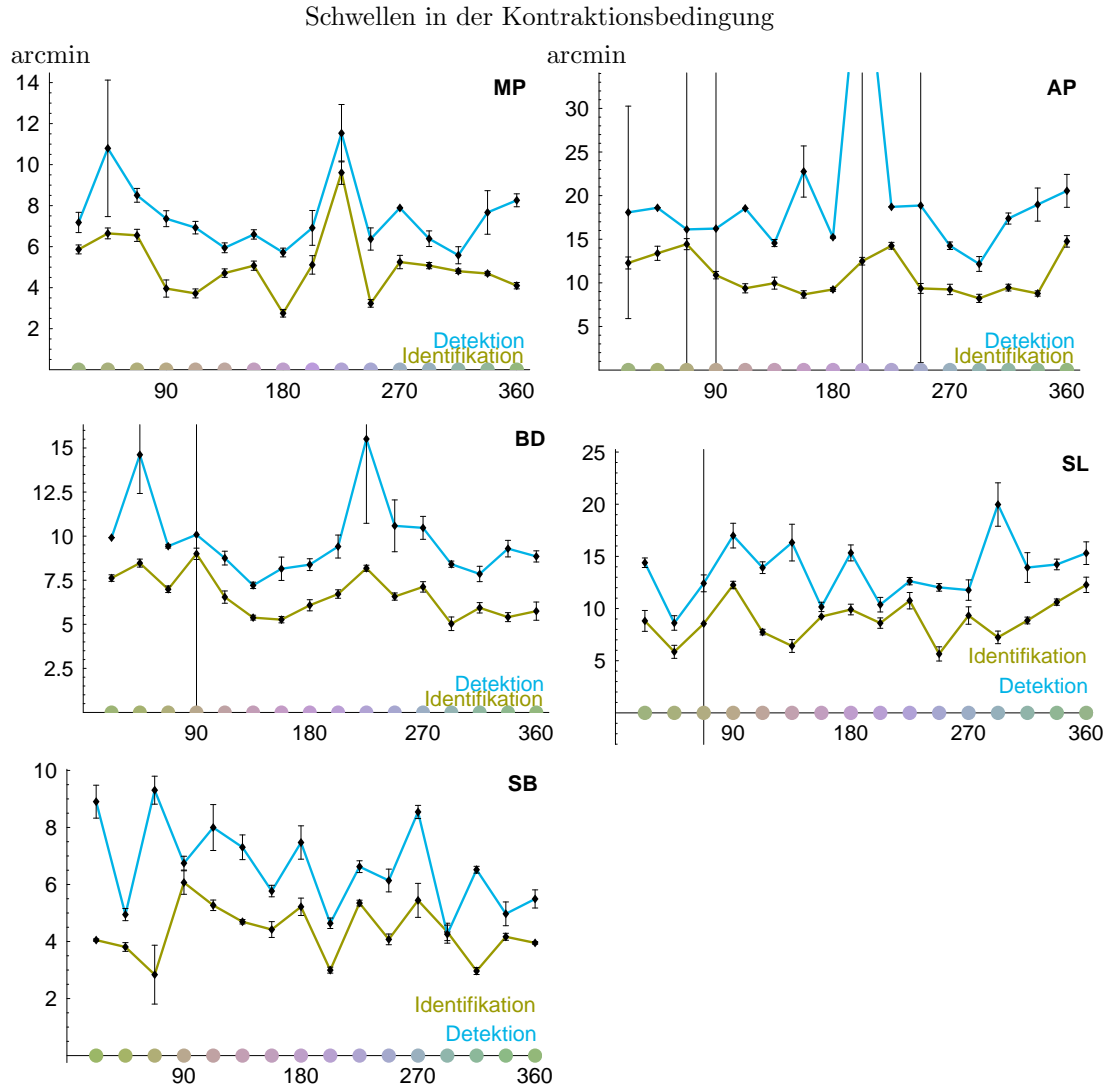 Schwellen in der Kontraktionsbedingung
arcmin
14
12
10
8
6
4
2
MP
Detektion
Identifikation
90
180
270
360
arcmin
35
30
25
20
15
10
5
AP
Detektion
Identifikation
90
180
270
360
15
12.5
10
7.5
5
2.5
BD
Detektion
Identifikation
90
180
270
360
25
20
15
10
5
SL
Identifikation
Detektion
90
180
270
360
10
8
6
4
2
SB
Identifikation
Detektion
90
180
270
360